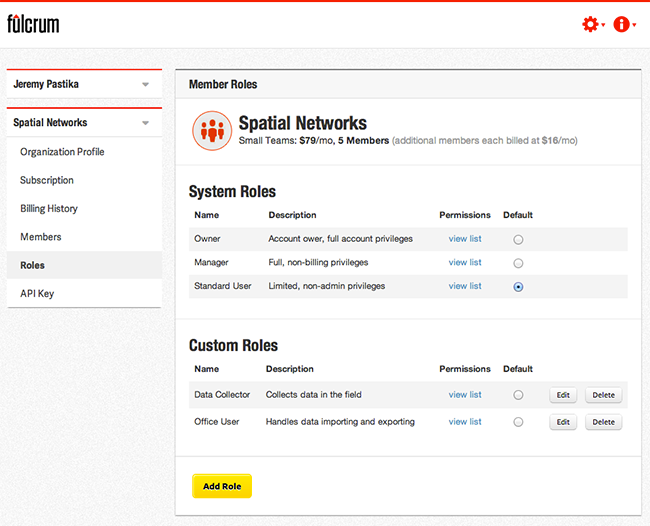 fulcrum
Jeremy Pastika
Spatial Networks
Organization Profile
Subscription
Billing History
Members
Roles
API Key
Member Roles
Spatial Networks
Small Teams: $79/mo, 5 Members (additional members each billed at $16/mo)
System Roles
Name Description Permissions Default
Owner Account ower, full account privileges view list
Manager Full, non-billing privileges view list
Standard User Limited, non-admin privileges view list
Custom Roles
Name Description Permissions Default
Data Collector Collects data in the field view list Edit Delete
Office User Handles data importing and exporting view list Edit Delete
Add Role